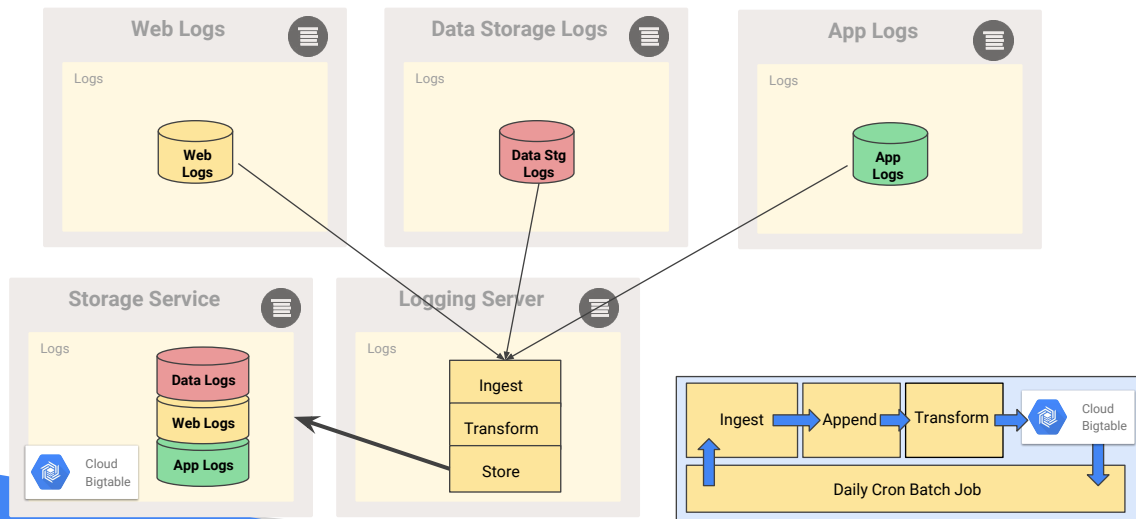 Web Logs
Data Storage Logs
App Logs
Logs
Logs
Logs
Web
Logs
Data Stg
Logs
App
Logs
Storage Service
Logging Server
Logs
Logs
Data Logs
Web Logs
App Logs
Cloud
Bigtable
Ingest
Transform
Store
Ingest
Append
Transform
Cloud
Bigtable
Daily Cron Batch Job